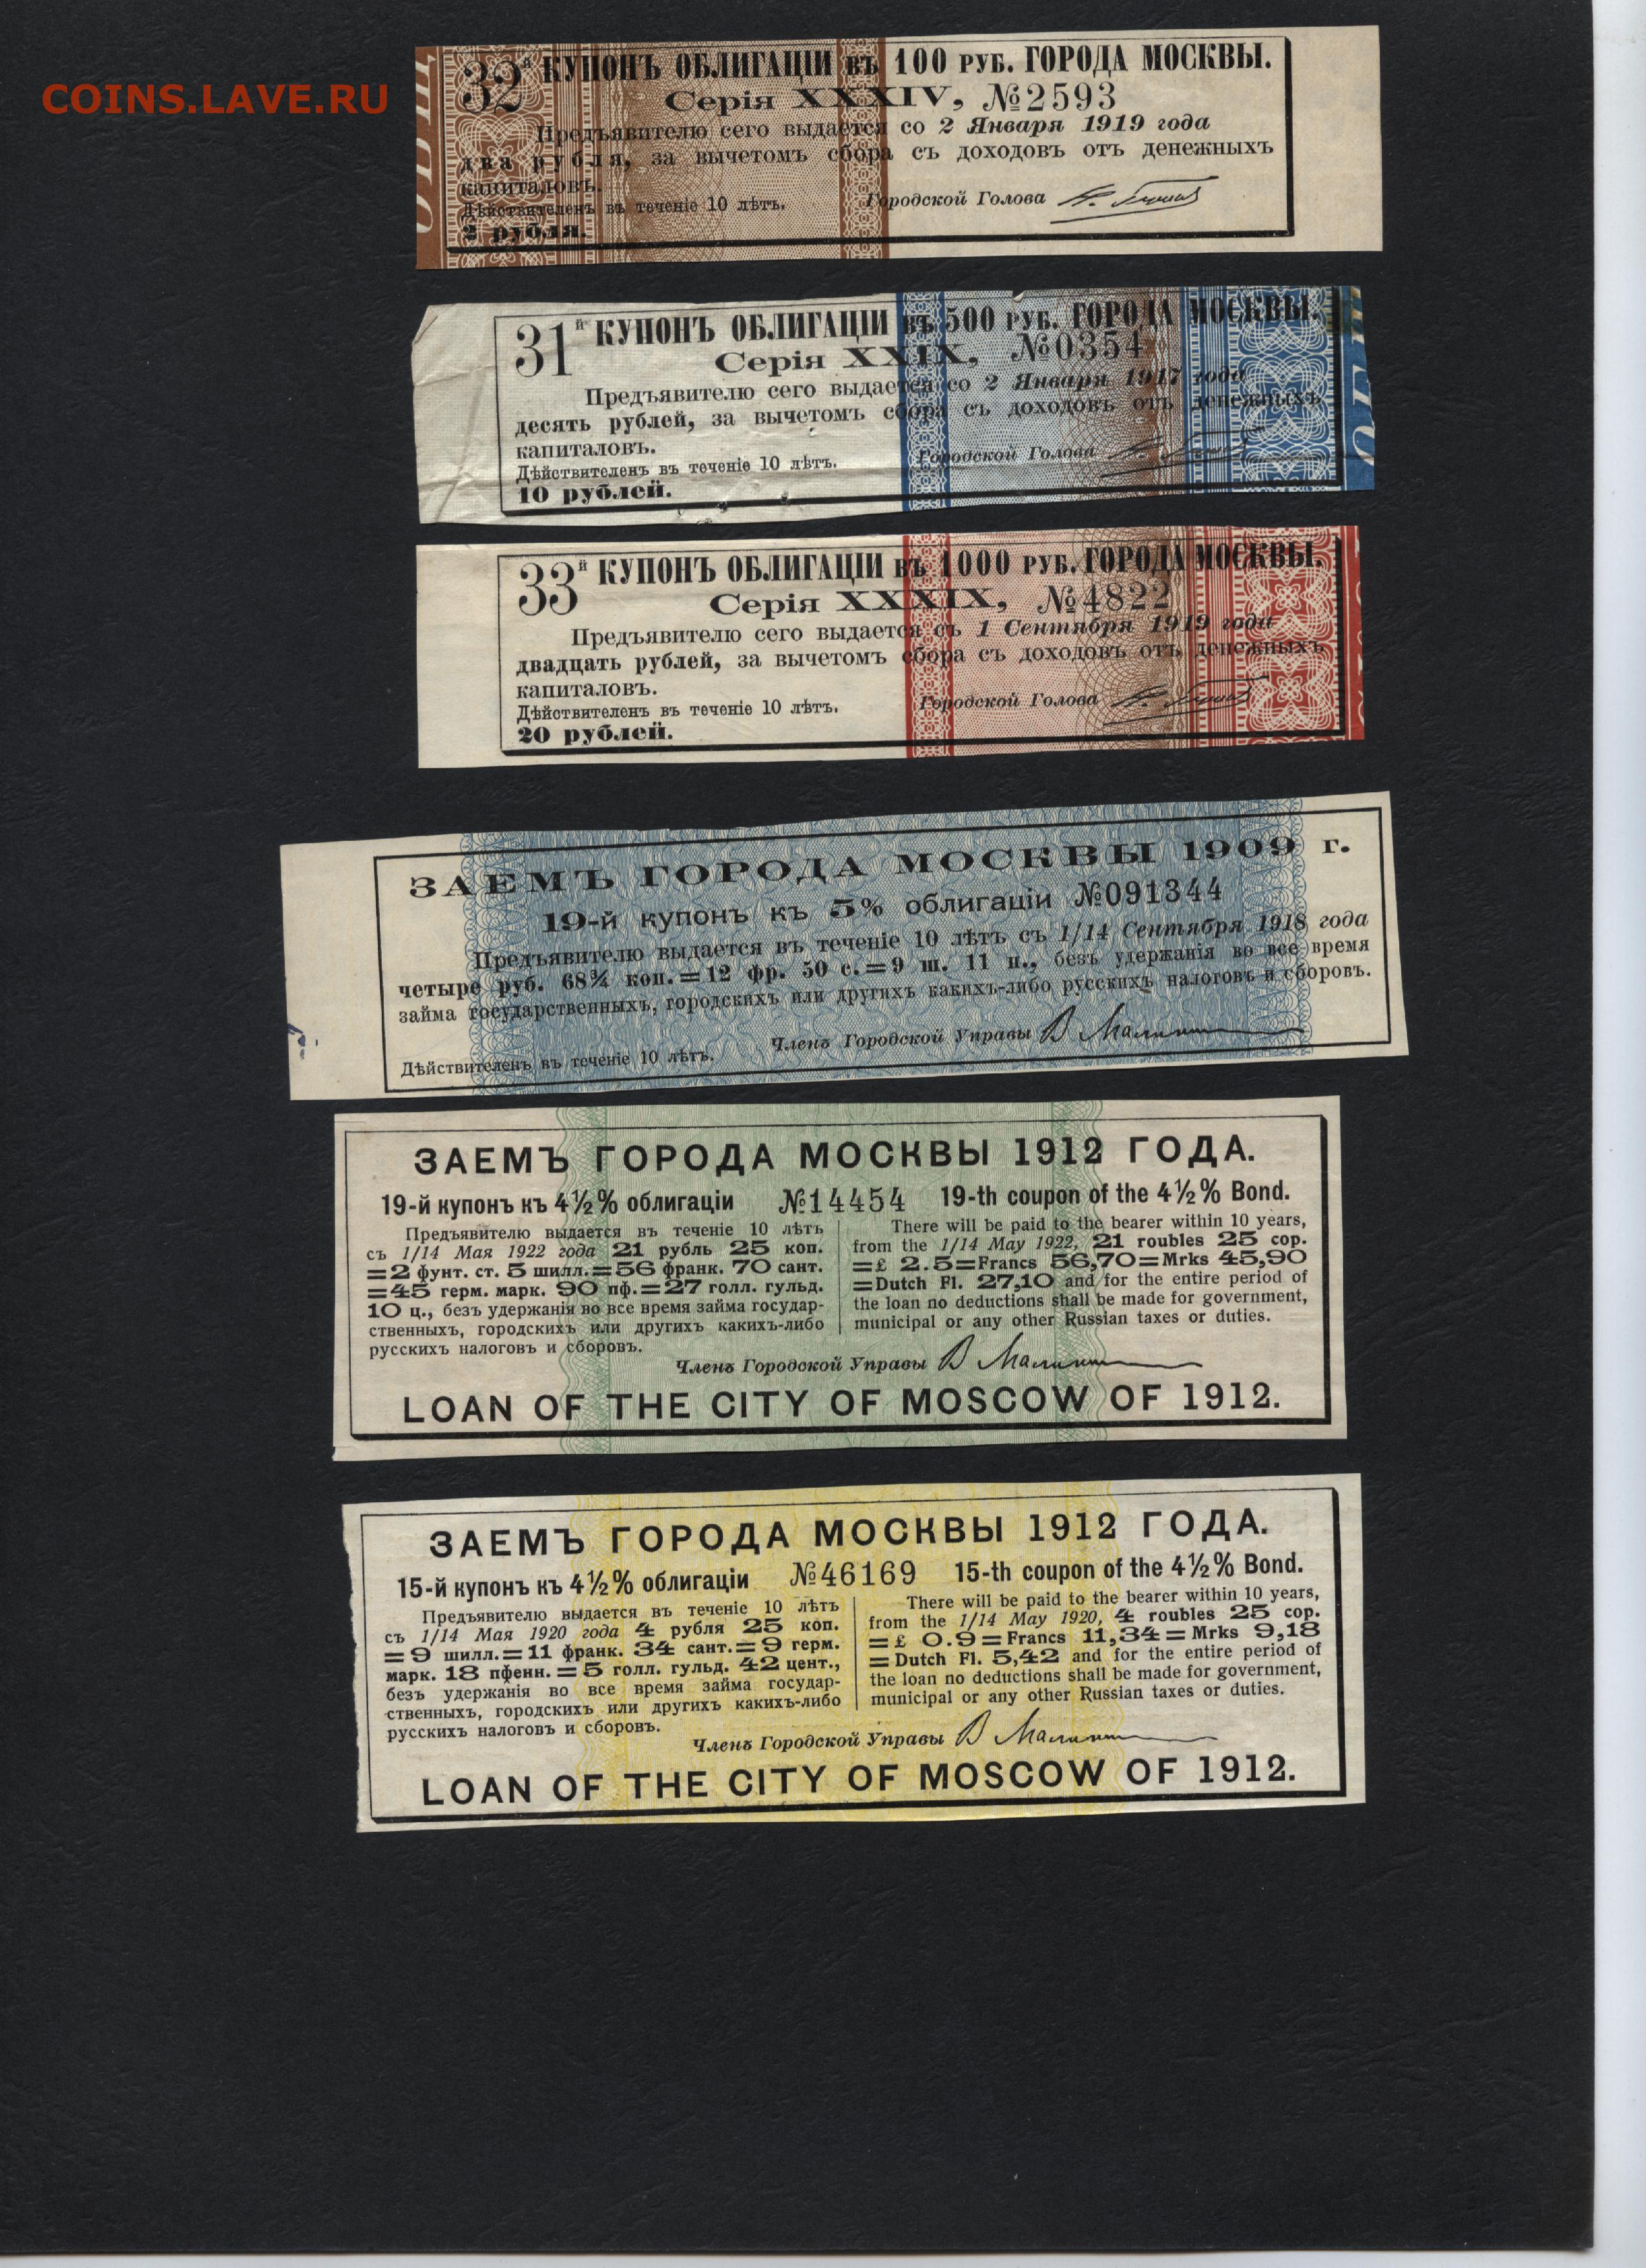 COINS.LAVE.RU
32й КУПОНЪ ОБЛИГАЦІИ въ 100 РУБ. ГОРОДА МОСКВЫ.
Серія XXXIV, №2593
Предъявителю сего выдается со 2 Января 1919 года
два рубля, за вычетомъ сбора съ доходовъ отъ денежныхъ
капиталовъ.
Дѣйствителенъ въ теченіе 10 лѣтъ.
Городской Голова
2 рубля.
31й КУПОНЪ ОБЛИГАЦІИ въ 500 РУБ. ГОРОДА МОСКВЫ.
Серія XXIX, №0354
Предъявителю сего выдается со 2 Января 1917 года
десять рублей, за вычетомъ сбора съ доходовъ отъ денежныхъ
капиталовъ.
Дѣйствителенъ въ теченіе 10 лѣтъ.
Городской Голова
10 рублей.
33й КУПОНЪ ОБЛИГАЦІИ въ 1000 РУБ. ГОРОДА МОСКВЫ.
Серія XXXIX, №4822
Предъявителю сего выдается съ 1 Сентября 1919 года
двадцать рублей, за вычетомъ сбора съ доходовъ отъ денежныхъ
капиталовъ.
Дѣйствителенъ въ теченіе 10 лѣтъ.
Городской Голова
20 рублей.
ЗАЕМЪ ГОРОДА МОСКВЫ 1909 г.
19-й купонъ къ 5% облигаціи №091344
Предъявителю выдается въ теченіе 10 лѣтъ съ 1/14 Сентября 1918 года
четыре руб. 68¾ коп.=12 фр. 50 с.=9 ш. 11 п., безъ удержанія во все время
займа государственныхъ, городскихъ или другихъ какихъ-либо русскихъ налоговъ и сборовъ.
Членъ Городской Управы
Дѣйствителенъ въ теченіе 10 лѣтъ.
ЗАЕМЪ ГОРОДА МОСКВЫ 1912 ГОДА.
19-й купонъ къ 4½% облигаціи №14454 19-th coupon of the 4½% Bond.
Предъявителю выдается въ теченіе 10 лѣтъ
съ 1/14 Мая 1922 года 21 рубль 25 коп.
=2 фунт. ст. 5 шилл.=56 франк. 70 сант.
=45 герм. марк. 90 пф.=27 голл. гульд.
10 ц., безъ удержанія во все время займа государ-
ственныхъ, городскихъ или другихъ какихъ-либо
русскихъ налоговъ и сборовъ.
There will be paid to the bearer within 10 years,
from the 1/14 May 1922, 21 roubles 25 cop.
=£ 2.5=Francs 56,70=Mrks 45,90
=Dutch Fl. 27,10 and for the entire period of
the loan no deductions shall be made for government,
municipal or any other Russian taxes or duties.
Членъ Городской Управы
LOAN OF THE CITY OF MOSCOW OF 1912.
ЗАЕМЪ ГОРОДА МОСКВЫ 1912 ГОДА.
15-й купонъ къ 4½% облигаціи №46169 15-th coupon of the 4½% Bond.
Предъявителю выдается въ теченіе 10 лѣтъ
съ 1/14 Мая 1920 года 4 рубля 25 коп.
=9 шилл.=11 франк. 34 сант.=9 герм.
марк. 18 пфенн.=5 голл. гульд. 42 цент.,
безъ удержанія во все время займа государ-
ственныхъ, городскихъ или другихъ какихъ-либо
русскихъ налоговъ и сборовъ.
There will be paid to the bearer within 10 years,
from the 1/14 May 1920, 4 roubles 25 cop.
=£ 0.9=Francs 11,34=Mrks 9,18
=Dutch Fl. 5,42 and for the entire period of
the loan no deductions shall be made for government,
municipal or any other Russian taxes or duties.
Членъ Городской Управы
LOAN OF THE CITY OF MOSCOW OF 1912.